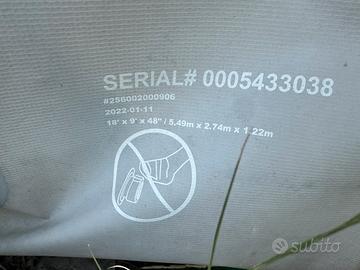 SERIAL# 0005433038
#256002000906
2022-01-11
18' x 9' x 48" / 5.49m x 2.74m x 1.22m
subito